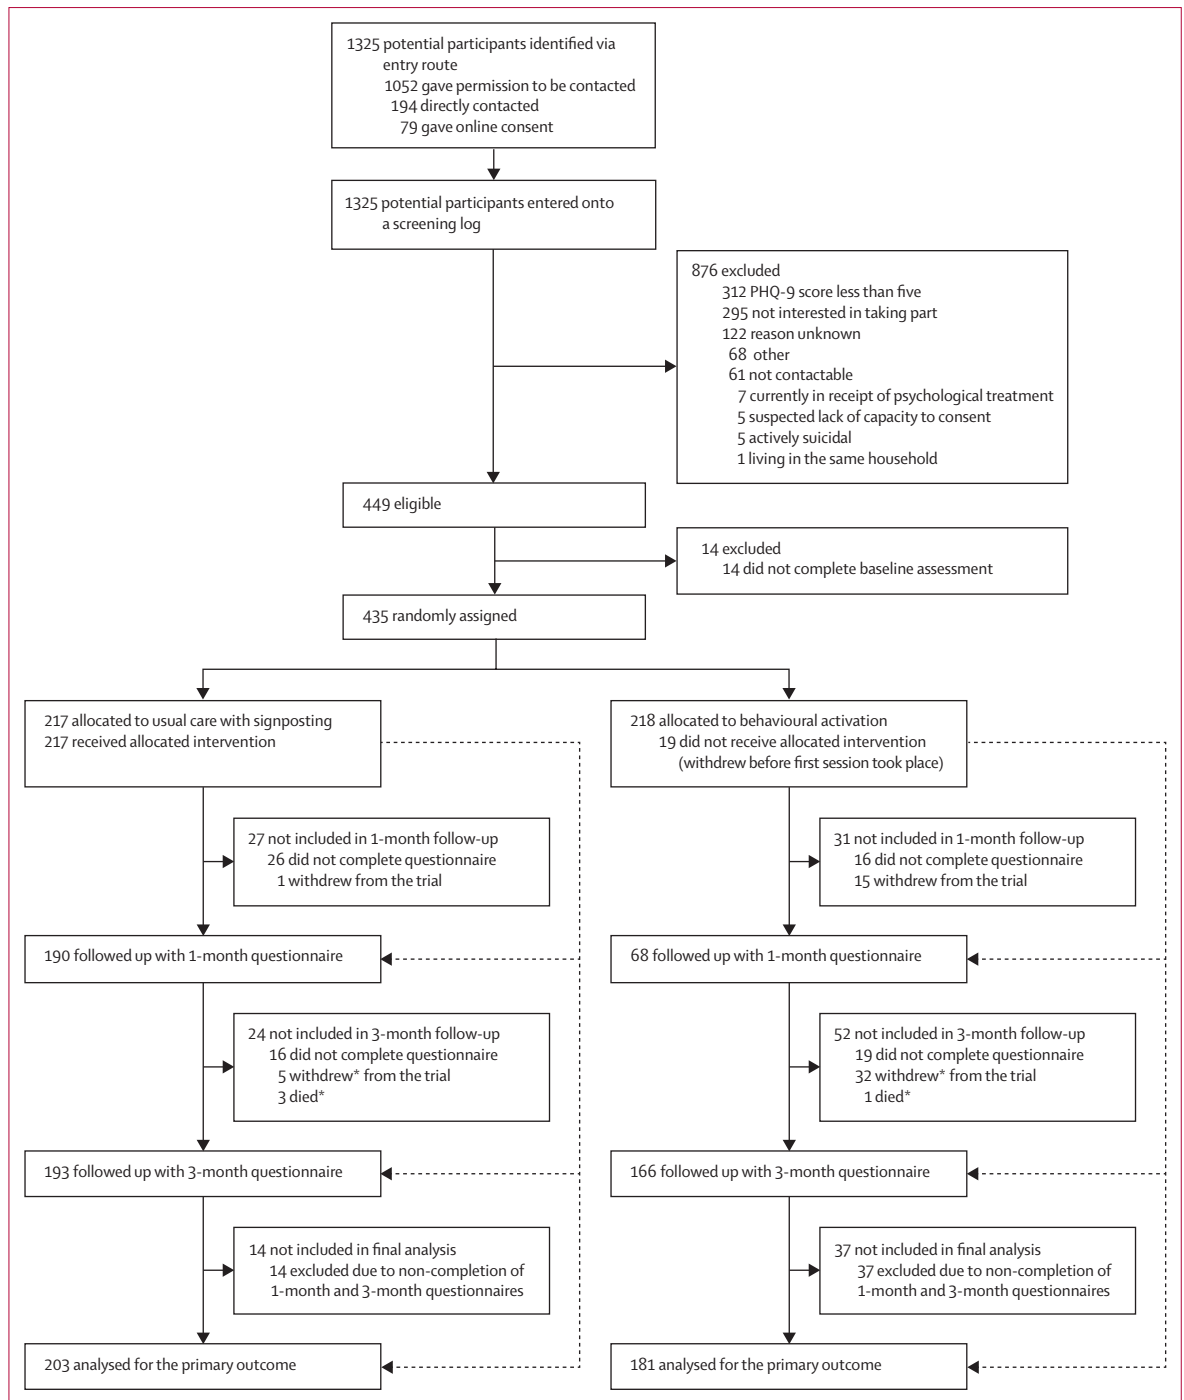 1325 potential participants identified via
entry route
1052 gave permission to be contacted
194 directly contacted
79 gave online consent
1325 potential participants entered onto
a screening log
876 excluded
312 PHQ-9 score less than five
295 not interested in taking part
122 reason unknown
68 other
61 not contactable
7 currently in receipt of psychological treatment
5 suspected lack of capacity to consent
5 actively suicidal
1 living in the same household
449 eligible
14 excluded
14 did not complete baseline assessment
435 randomly assigned
217 allocated to usual care with signposting
217 received allocated intervention
218 allocated to behavioural activation
19 did not receive allocated intervention
(withdrew before first session took place)
27 not included in 1-month follow-up
26 did not complete questionnaire
1 withdrew from the trial
31 not included in 1-month follow-up
16 did not complete questionnaire
15 withdrew from the trial
190 followed up with 1-month questionnaire
68 followed up with 1-month questionnaire
24 not included in 3-month follow-up
16 did not complete questionnaire
5 withdrew* from the trial
3 died*
52 not included in 3-month follow-up
19 did not complete questionnaire
32 withdrew* from the trial
1 died*
193 followed up with 3-month questionnaire
166 followed up with 3-month questionnaire
14 not included in final analysis
14 excluded due to non-completion of
1-month and 3-month questionnaires
37 not included in final analysis
37 excluded due to non-completion of
1-month and 3-month questionnaires
203 analysed for the primary outcome
181 analysed for the primary outcome